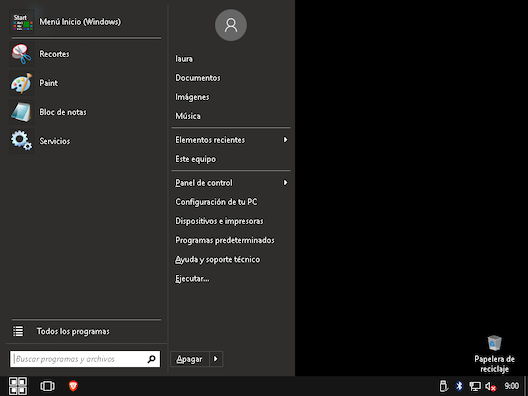 Start
Menú Inicio (Windows)
Recortes
Paint
Bloc de notas
Servicios
Todos los programas
Buscar programas y archivos
laura
Documentos
Imágenes
Música
Elementos recientes
Este equipo
Panel de control
Configuración de tu PC
Dispositivos e impresoras
Programas predeterminados
Ayuda y soporte técnico
Ejecutar...
Apagar
Papelera de
reciclaje
9:00